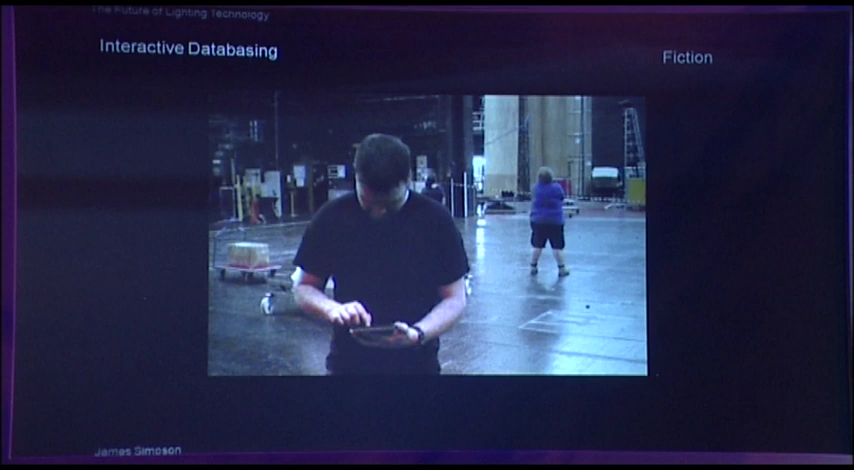 The Future of Lighting Technology
Interactive Databasing
Fiction
James Simpson